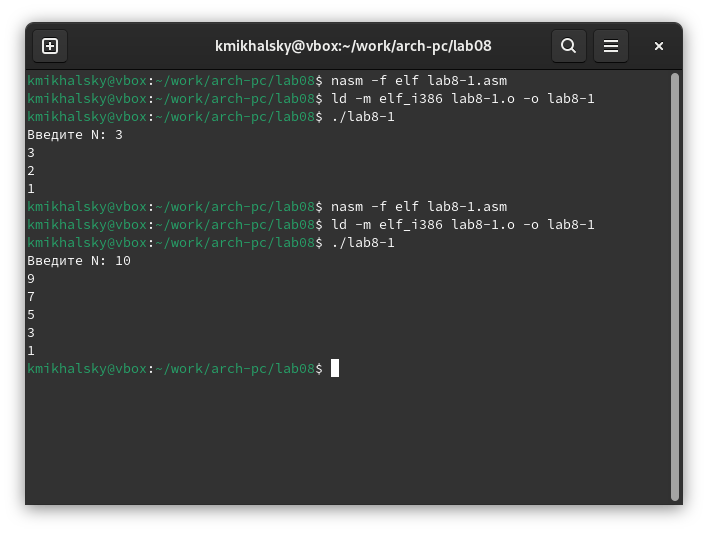 kmikhalsky@vbox:~/work/arch-pc/lab08
kmikhalsky@vbox:~/work/arch-pc/lab08$ nasm -f elf lab8-1.asm
kmikhalsky@vbox:~/work/arch-pc/lab08$ ld -m elf_i386 lab8-1.o -o lab8-1
kmikhalsky@vbox:~/work/arch-pc/lab08$ ./lab8-1
Введите N: 3
3
2
1
kmikhalsky@vbox:~/work/arch-pc/lab08$ nasm -f elf lab8-1.asm
kmikhalsky@vbox:~/work/arch-pc/lab08$ ld -m elf_i386 lab8-1.o -o lab8-1
kmikhalsky@vbox:~/work/arch-pc/lab08$ ./lab8-1
Введите N: 10
9
7
5
3
1
kmikhalsky@vbox:~/work/arch-pc/lab08$